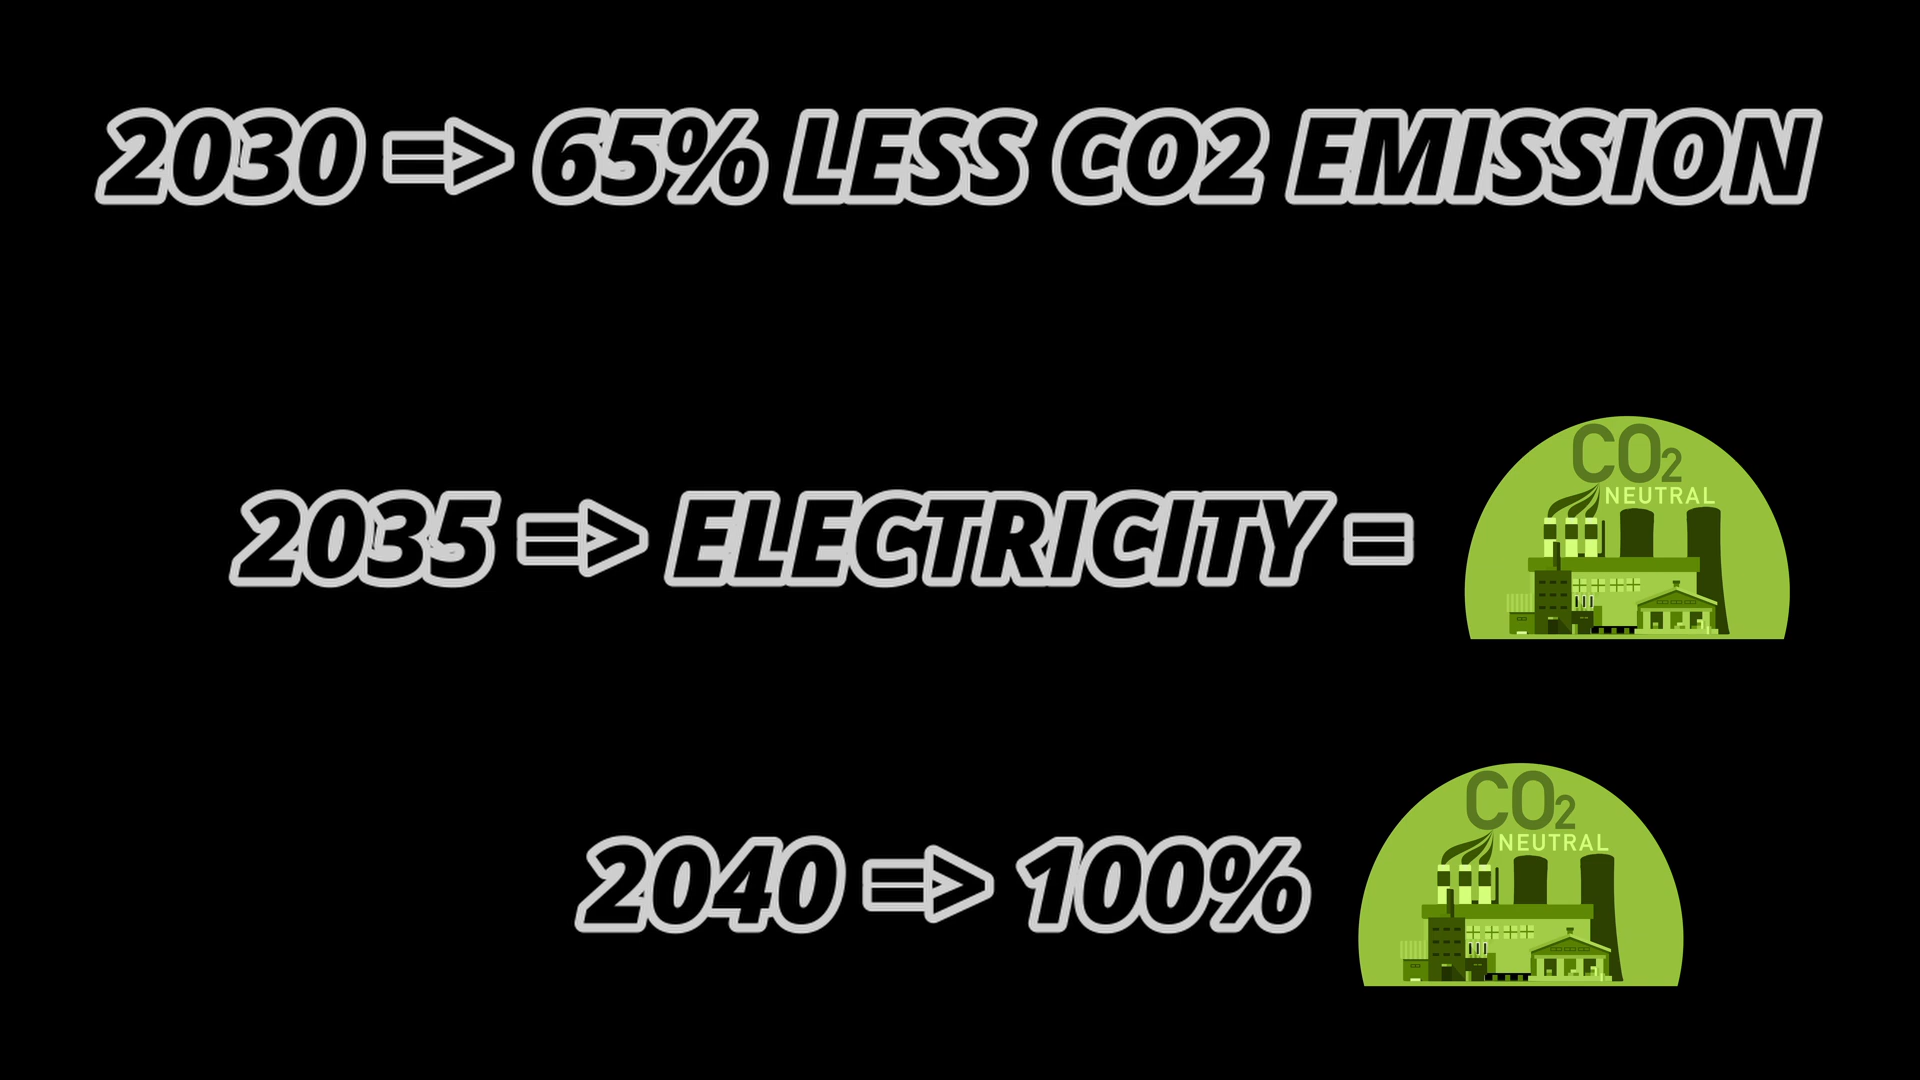 2030 => 65% LESS CO2 EMISSION
2035 => ELECTRICITY =
CO2
NEUTRAL
2040 => 100%
CO2
NEUTRAL